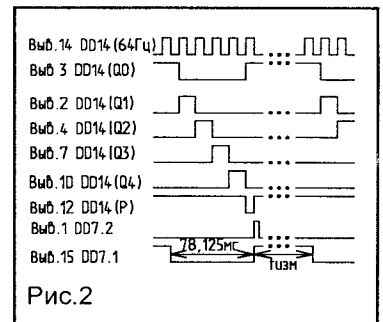 Выв.14 DD14(64Гц)
Выв 3 DD14(Q0)
Выв.2 DD14(Q1)
Выв.4 DD14(Q2)
Выв.7 DD14(Q3)
Выв.10 DD14(Q4)
Выв.12 DD14(P)
Выв.1 DD7.2
Выв.15 DD7.1
78,125мс
Тизм
Рис.2